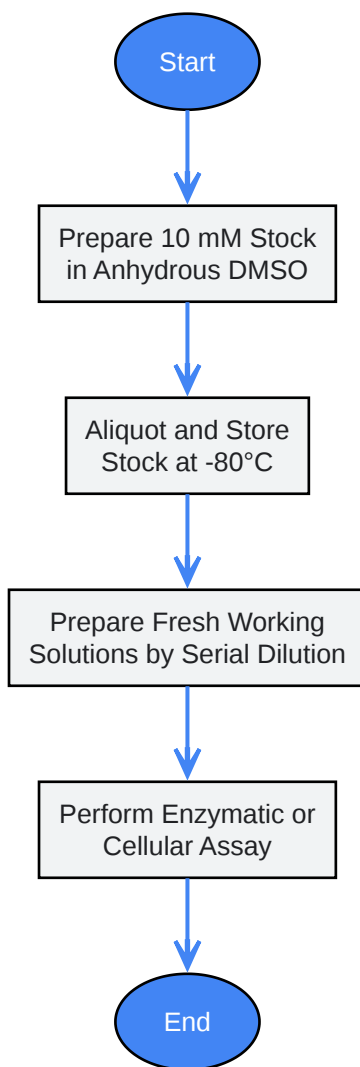 Start
Prepare 10 mM Stock
in Anhydrous DMSO
Aliquot and Store
Stock at -80°C
Prepare Fresh Working
Solutions by Serial Dilution
Perform Enzymatic or
Cellular Assay
End